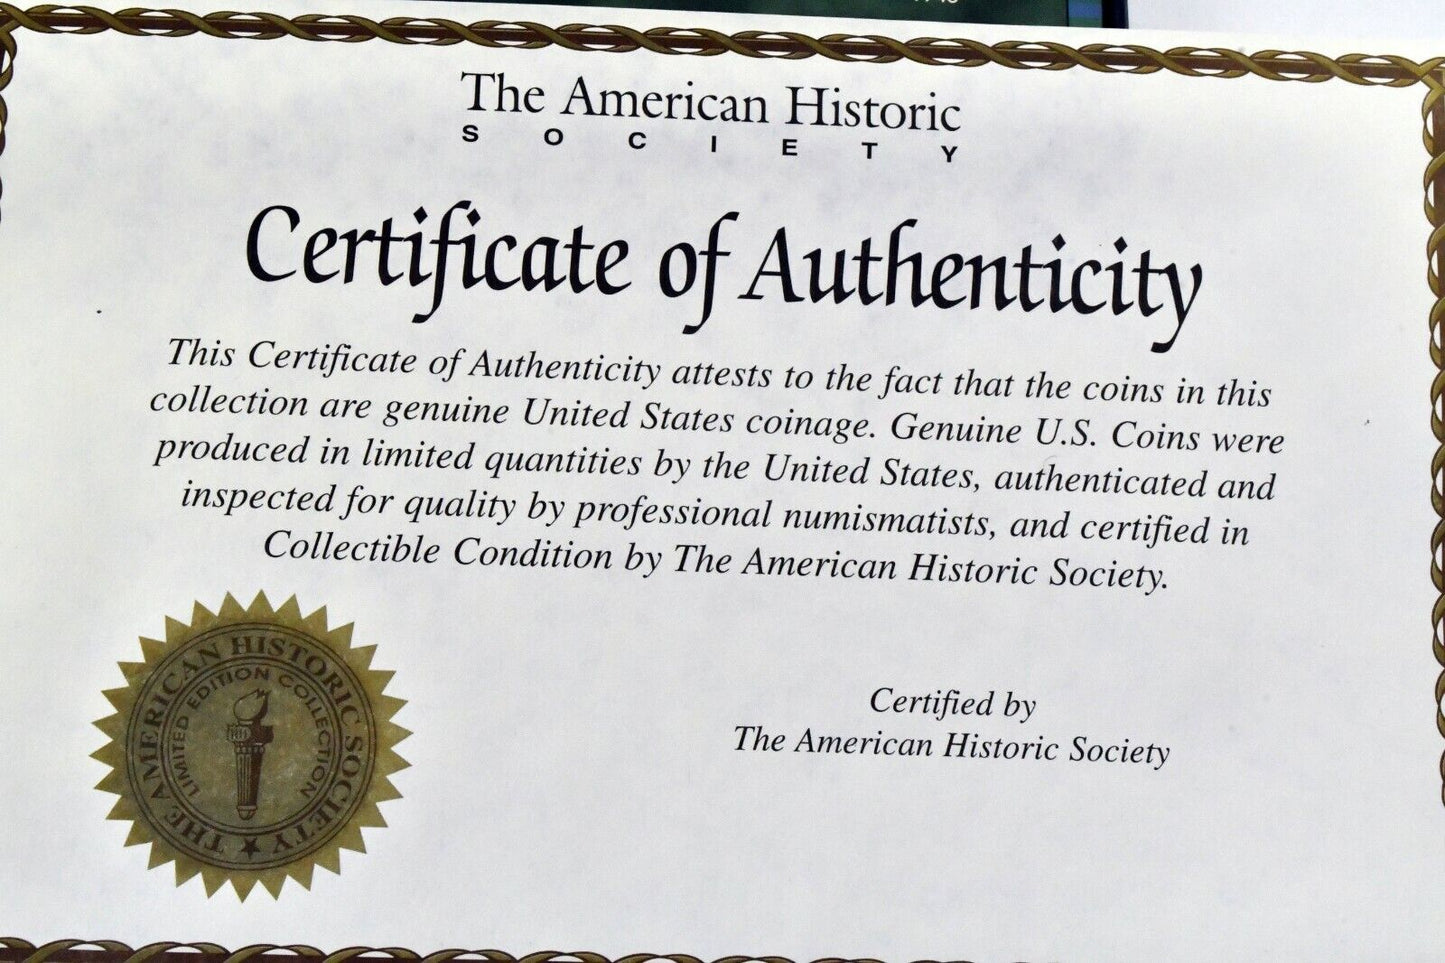 The American Historic
SOCIETY
Certificate of Authenticity
This Certificate of Authenticity attests to the fact that the coins in this
collection are genuine United States coinage. Genuine U.S. Coins were
produced in limited quantities by the United States, authenticated and
inspected for quality by professional numismatists, and certified in
Collectible Condition by The American Historic Society.
THE AMERICAN HISTORIC SOCIETY ★
LIMITED EDITION COLLECTION
Certified by
The American Historic Society